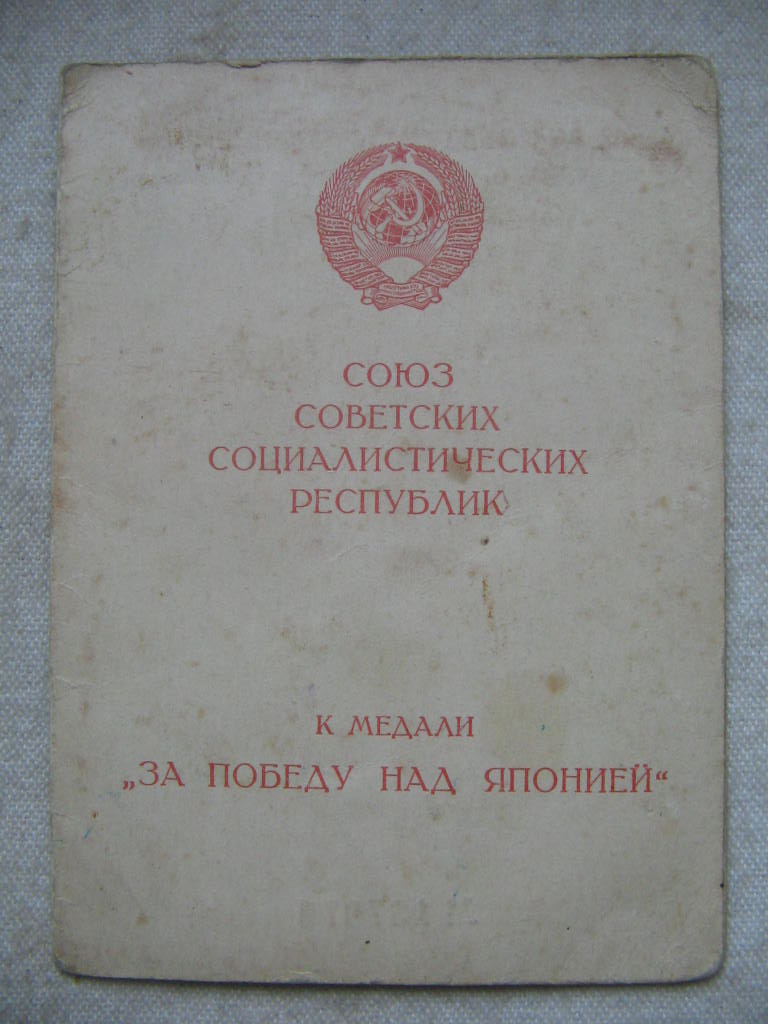 СОЮЗ
СОВЕТСКИХ
СОЦИАЛИСТИЧЕСКИХ
РЕСПУБЛИК
К МЕДАЛИ
„ЗА ПОБЕДУ НАД ЯПОНИЕЙ“